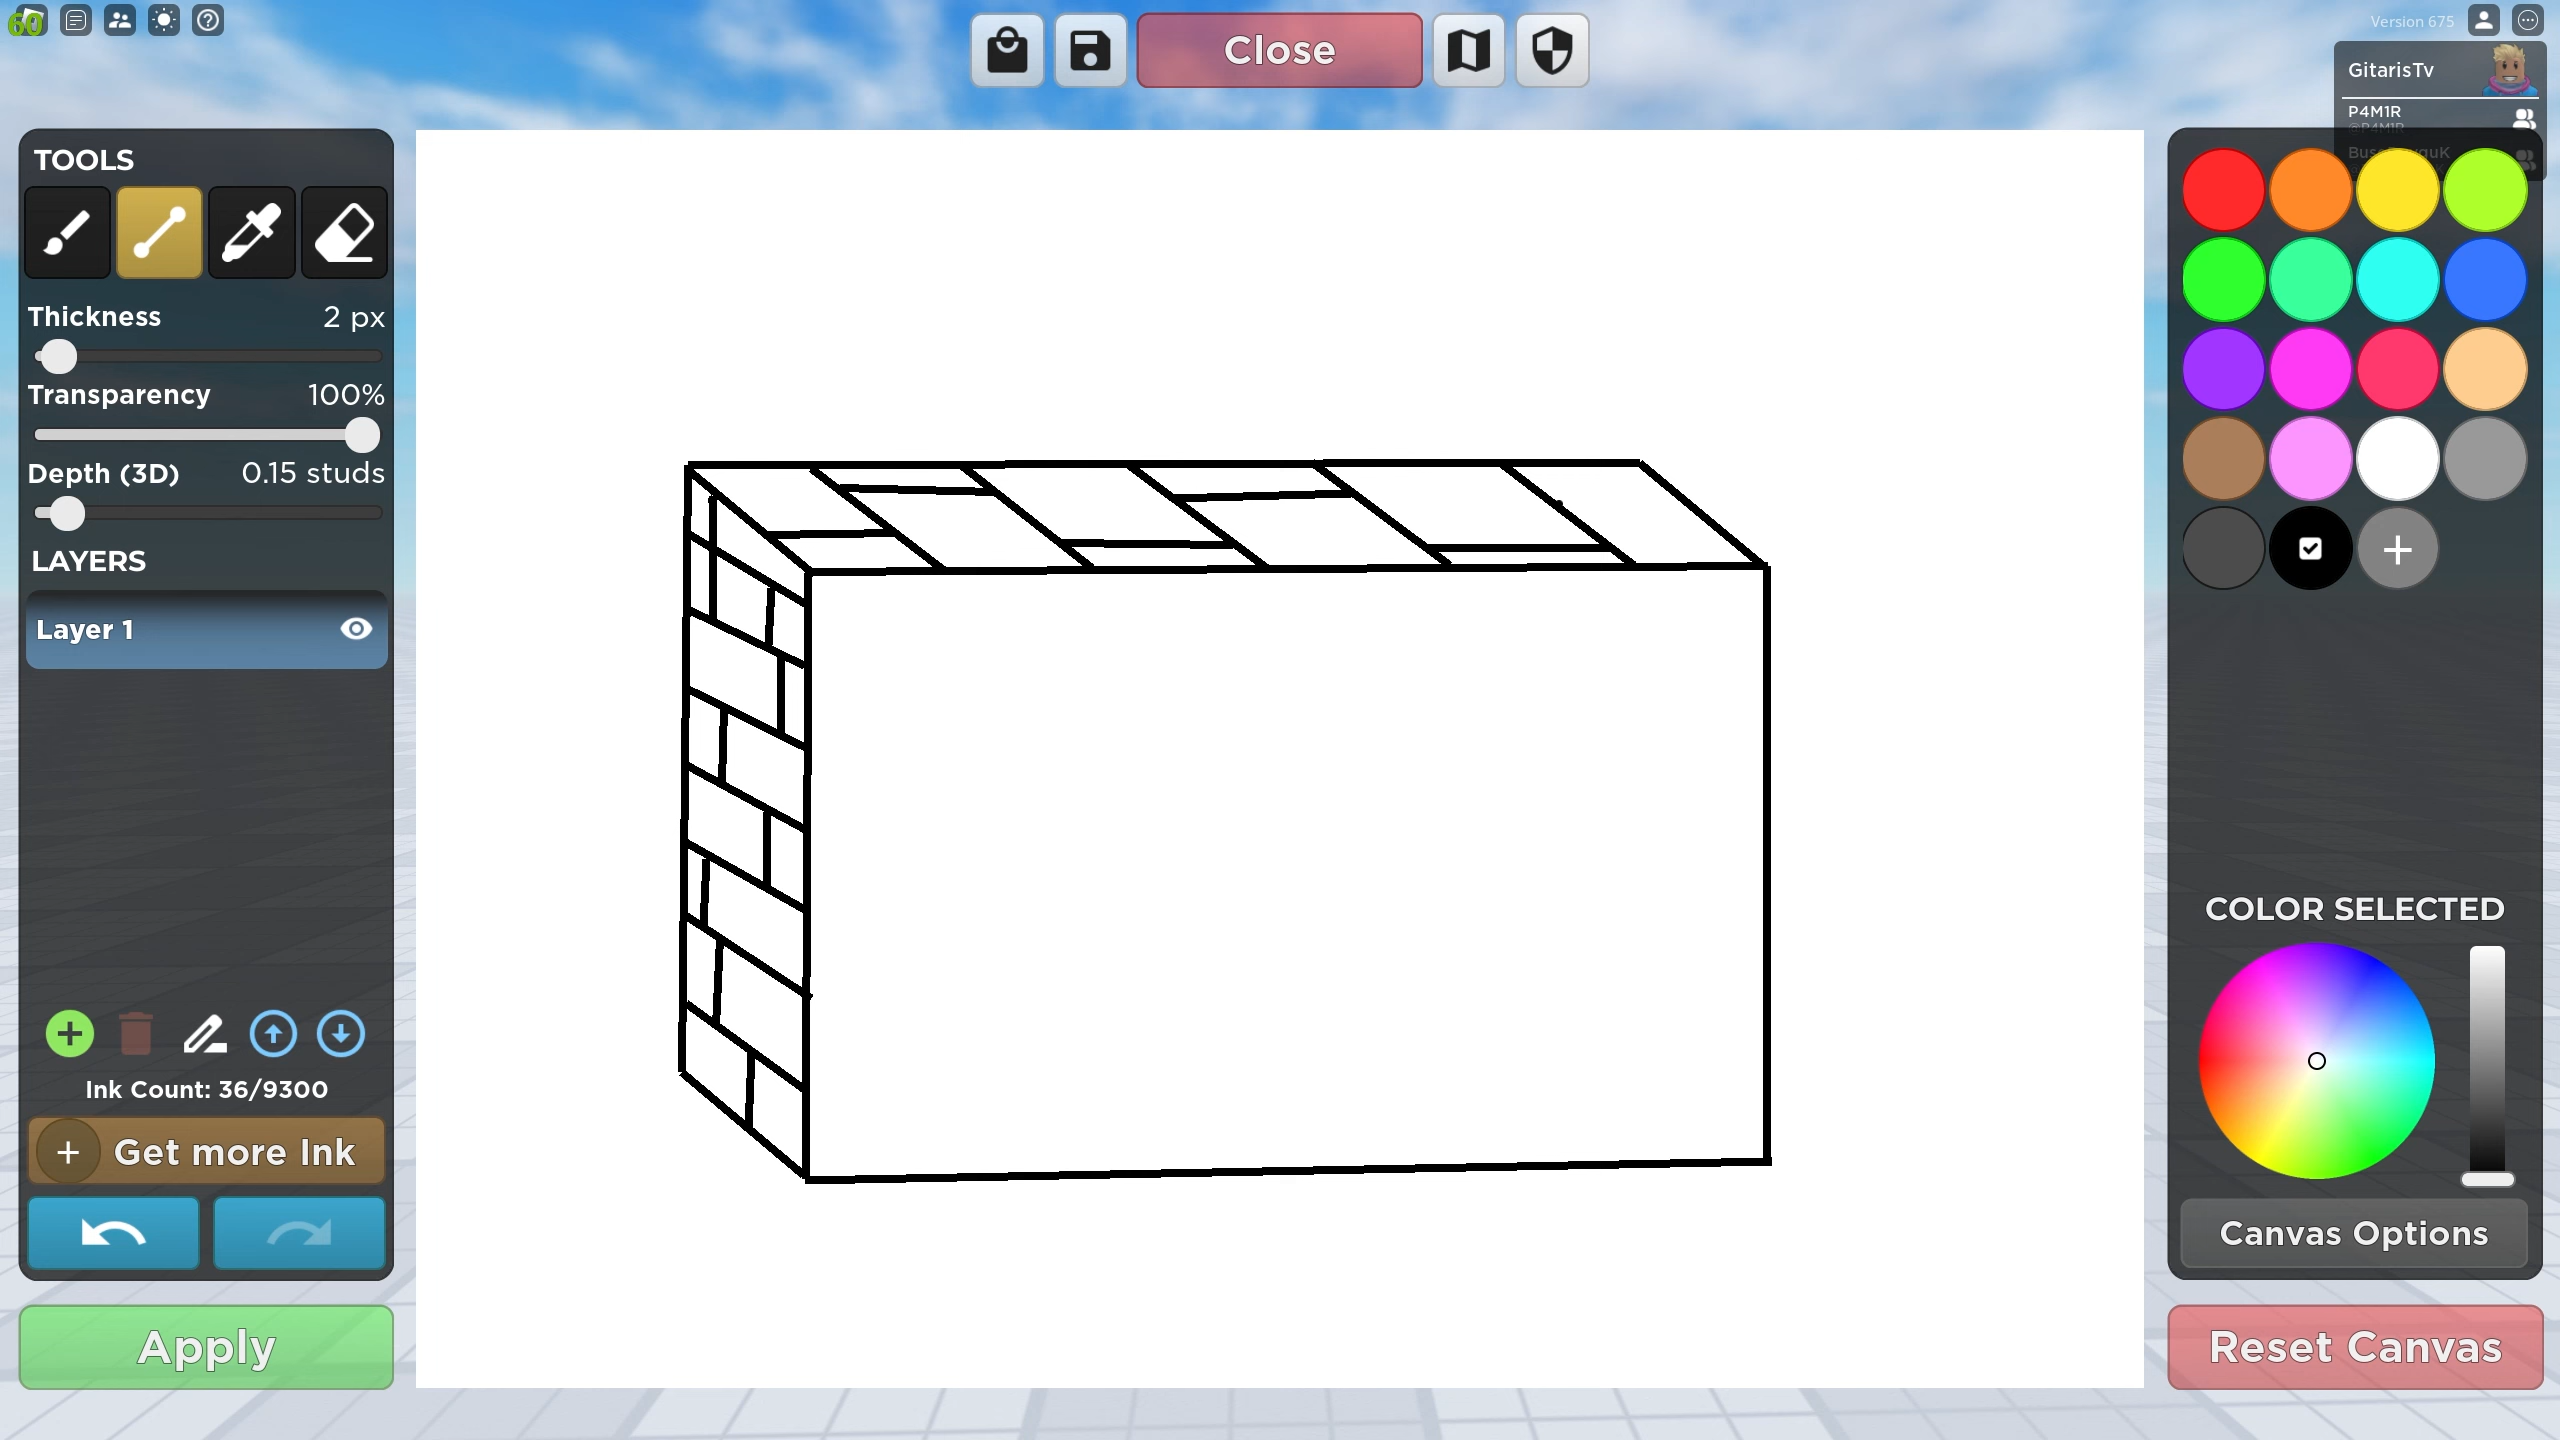 60
Close
Version 675
GitarisTv
P4M1R
@P4M1R
TOOLS
Thickness 2 px
Transparency 100%
Depth (3D) 0.15 studs
LAYERS
Layer 1
Ink Count: 36/9300
+ Get more Ink
Apply
COLOR SELECTED
Canvas Options
Reset Canvas